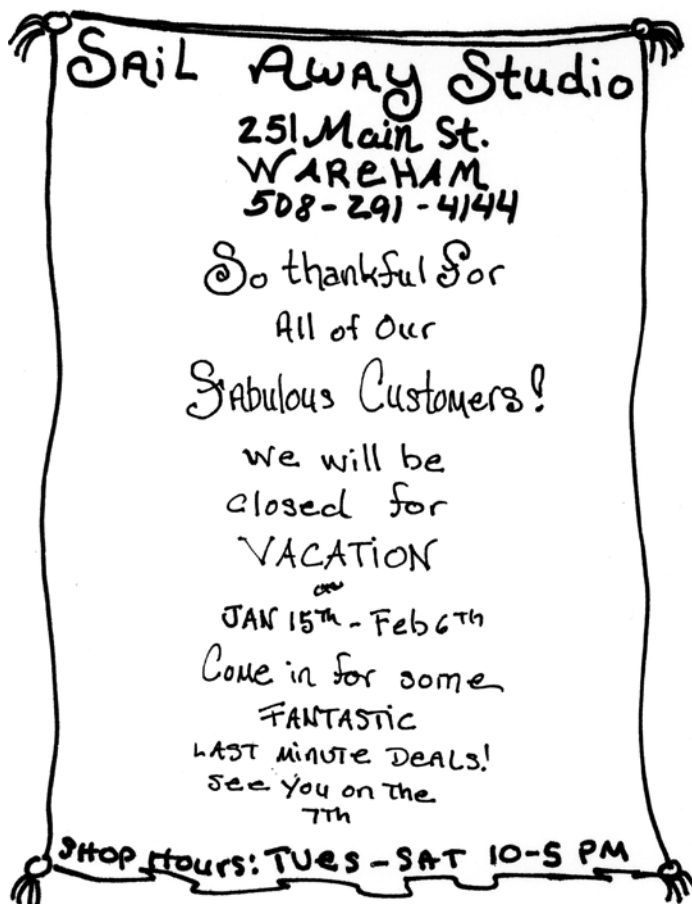 SAiL AWAy Studio
251 Main St.
WAREHAM
508-291-4144
So thankful for
All of Our
FAbulous Customers!
we will be
closed for
VACATiON
JAN 15Th - Feb 6Th
Come in for some
FANTASTiC
LAST MiNUTE DEALS!
See You on The
7Th
SHOP Hours: TUes - SAT 10-5 PM